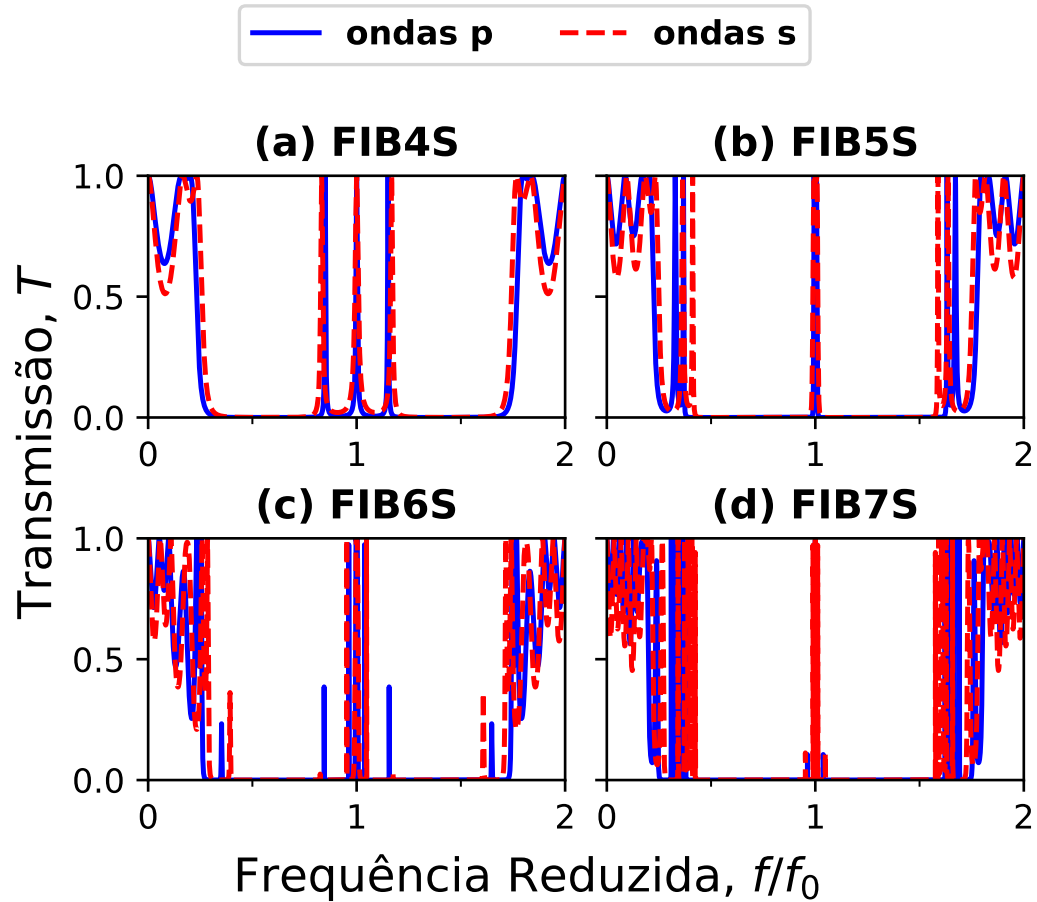 ondas p ondas s
(a) FIB4S (b) FIB5S
1.0
0.5
0.0
0 1 2 0 1 2
(c) FIB6S (d) FIB7S
1.0
0.5
0.0
0 1 2 0 1 2
Transmissão, T
Frequência Reduzida, f/f₀